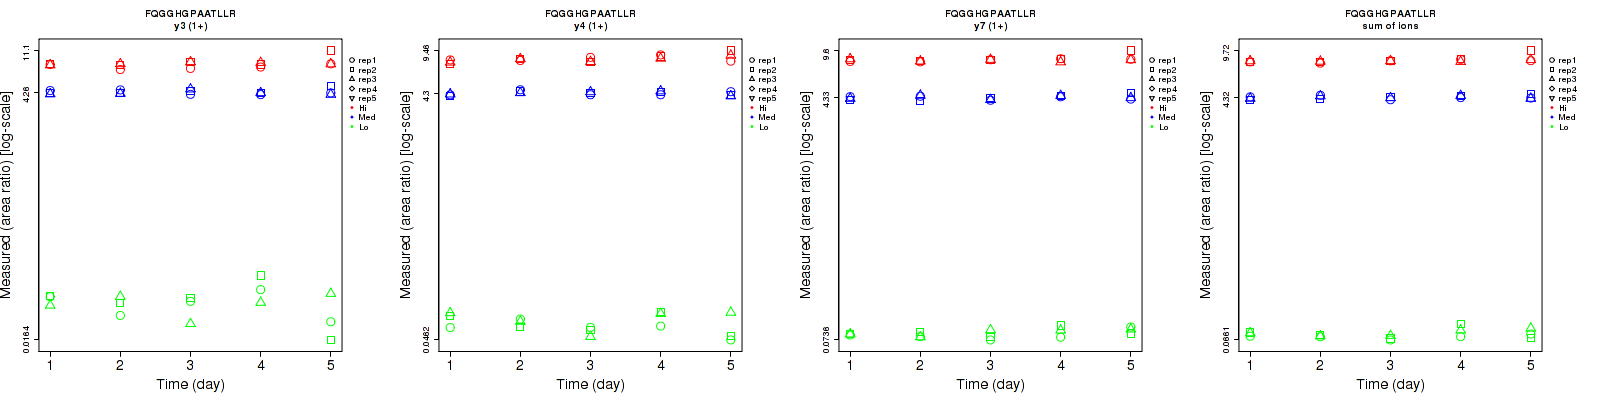 FQGGHGPAATLLR
y3 (1+)
Measured (area ratio) [log-scale]
11.1
4.26
0.0164
1 2 3 4 5
Time (day)
rep1
rep2
rep3
rep4
rep5
Hi
Med
Lo
FQGGHGPAATLLR
y4 (1+)
Measured (area ratio) [log-scale]
9.46
4.3
0.0462
1 2 3 4 5
Time (day)
rep1
rep2
rep3
rep4
rep5
Hi
Med
Lo
FQGGHGPAATLLR
y7 (1+)
Measured (area ratio) [log-scale]
9.6
4.33
0.0736
1 2 3 4 5
Time (day)
rep1
rep2
rep3
rep4
rep5
Hi
Med
Lo
FQGGHGPAATLLR
sum of ions
Measured (area ratio) [log-scale]
9.72
4.32
0.0661
1 2 3 4 5
Time (day)
rep1
rep2
rep3
rep4
rep5
Hi
Med
Lo